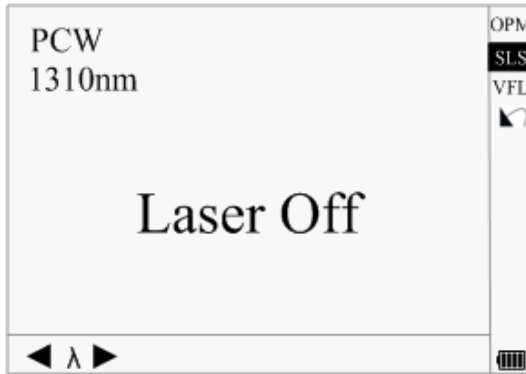 PCW
1310nm
Laser Off
◀ λ ▶
OPM
SLS
VFL